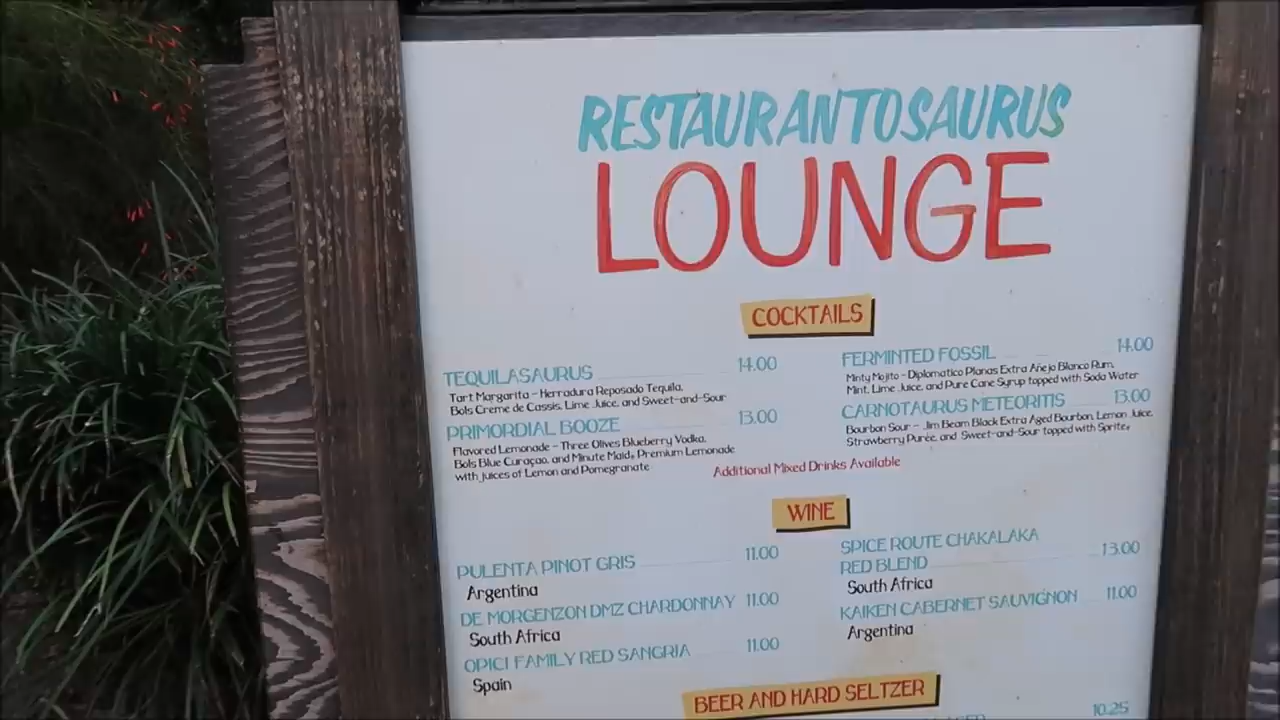 RESTAURANTOSAURUS
LOUNGE
COCKTAILS
TEQUILASAURUS 14.00
Tart Margarita - Herradura Reposado Tequila,
Bols Creme de Cassis, Lime Juice, and Sweet-and-Sour
PRIMORDIAL BOOZE 13.00
Flavored Lemonade - Three Olives Blueberry Vodka,
Bols Blue Curaçao, and Minute Maid® Premium Lemonade
with juices of Lemon and Pomegranate
FERMINTED FOSSIL 14.00
Minty Mojito - Diplomatico Planas Extra Añejo Blanco Rum,
Mint, Lime Juice, and Pure Cane Syrup topped with Soda Water
CARNOTAURUS METEORITIS 13.00
Bourbon Sour - Jim Beam Black Extra Aged Bourbon, Lemon Juice,
Strawberry Purée, and Sweet-and-Sour topped with Sprite®
Additional Mixed Drinks Available
WINE
PULENTA PINOT GRIS 11.00
Argentina
DE MORGENZON DMZ CHARDONNAY 11.00
South Africa
OPICI FAMILY RED SANGRIA 11.00
Spain
SPICE ROUTE CHAKALAKA
RED BLEND 13.00
South Africa
KAIKEN CABERNET SAUVIGNON 11.00
Argentina
BEER AND HARD SELTZER
10.25